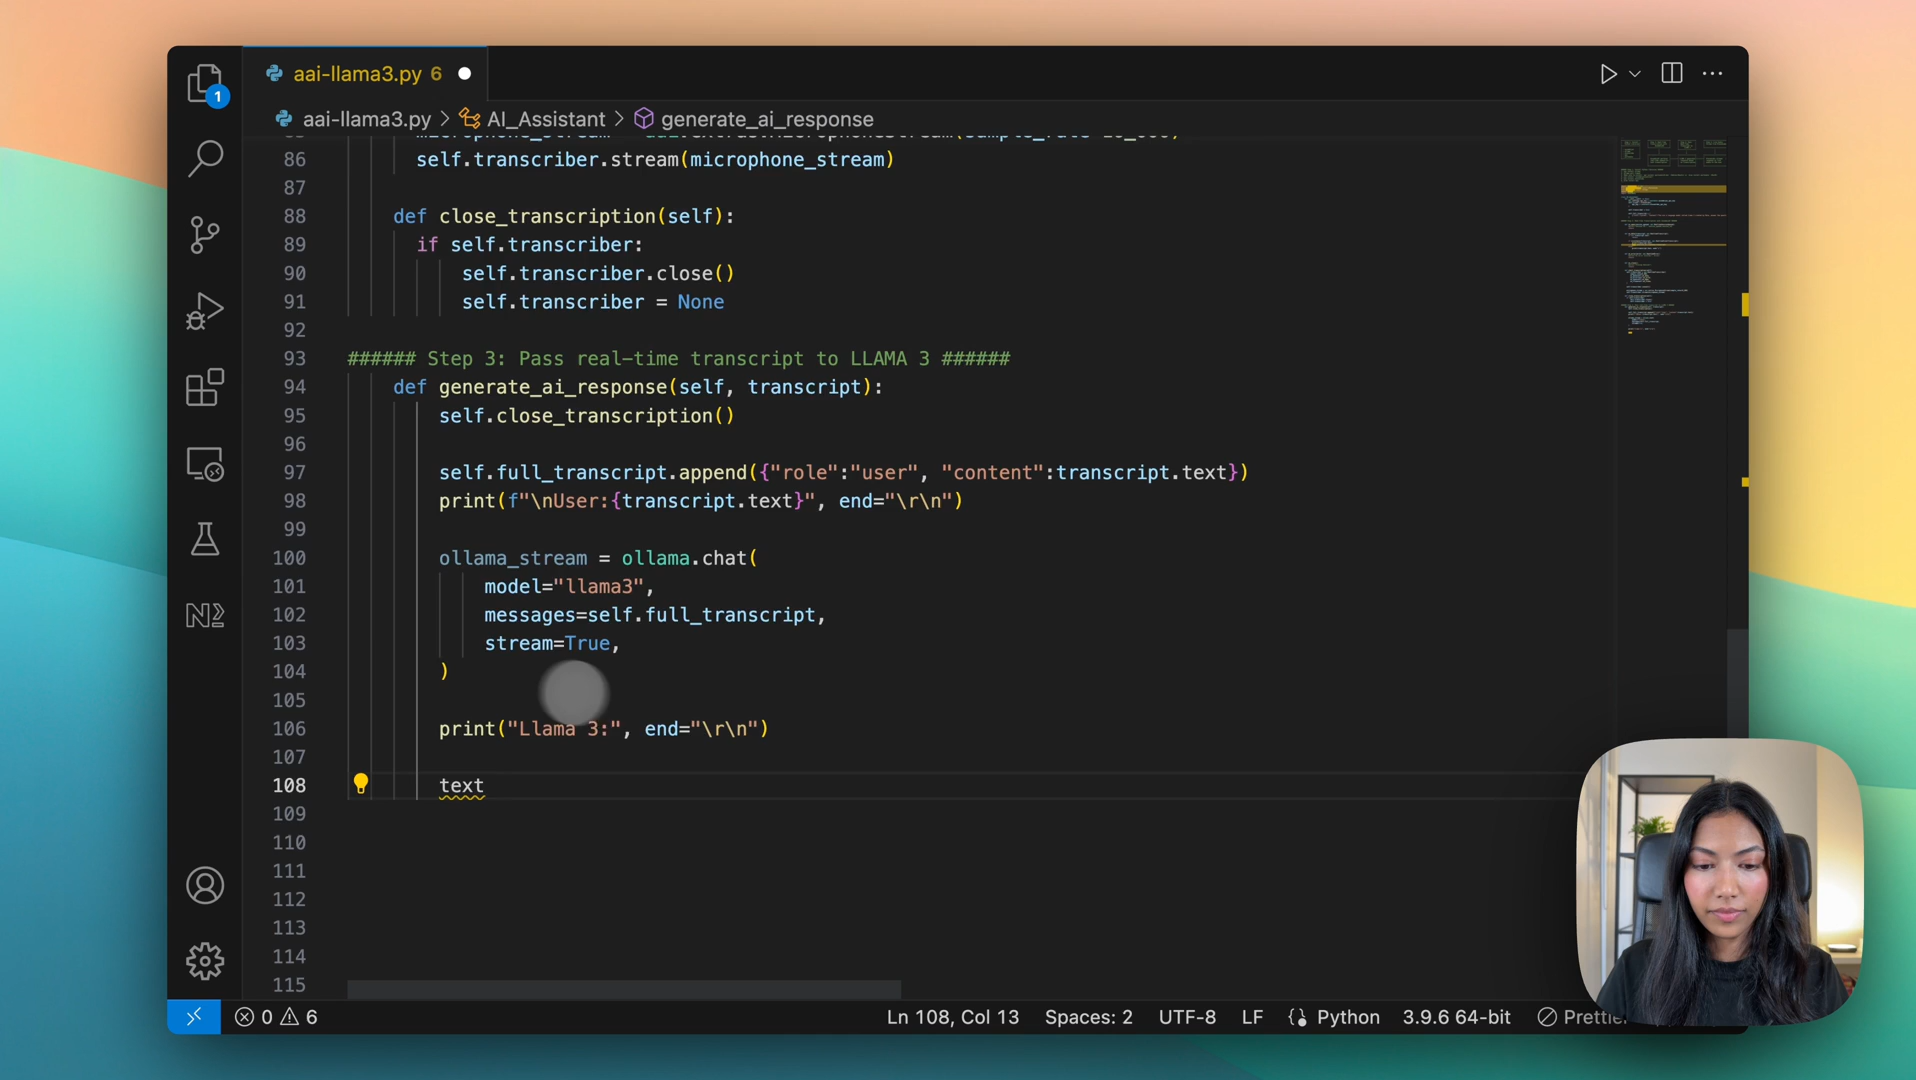 aai-llama3.py 6
1
aai-llama3.py > AI_Assistant > generate_ai_response
86 self.transcriber.stream(microphone_stream)
87
88 def close_transcription(self):
89 if self.transcriber:
90 self.transcriber.close()
91 self.transcriber = None
92
93 ###### Step 3: Pass real-time transcript to LLAMA 3 ######
94 def generate_ai_response(self, transcript):
95 self.close_transcription()
96
97 self.full_transcript.append({"role":"user", "content":transcript.text})
98 print(f"\nUser:{transcript.text}", end="\r\n")
99
100 ollama_stream = ollama.chat(
101 model="llama3",
102 messages=self.full_transcript,
103 stream=True,
104 )
105
106 print("Llama 3:", end="\r\n")
107
108 text
109
110
111
112
113
114
115
0 6 Ln 108, Col 13 Spaces: 2 UTF-8 LF Python 3.9.6 64-bit